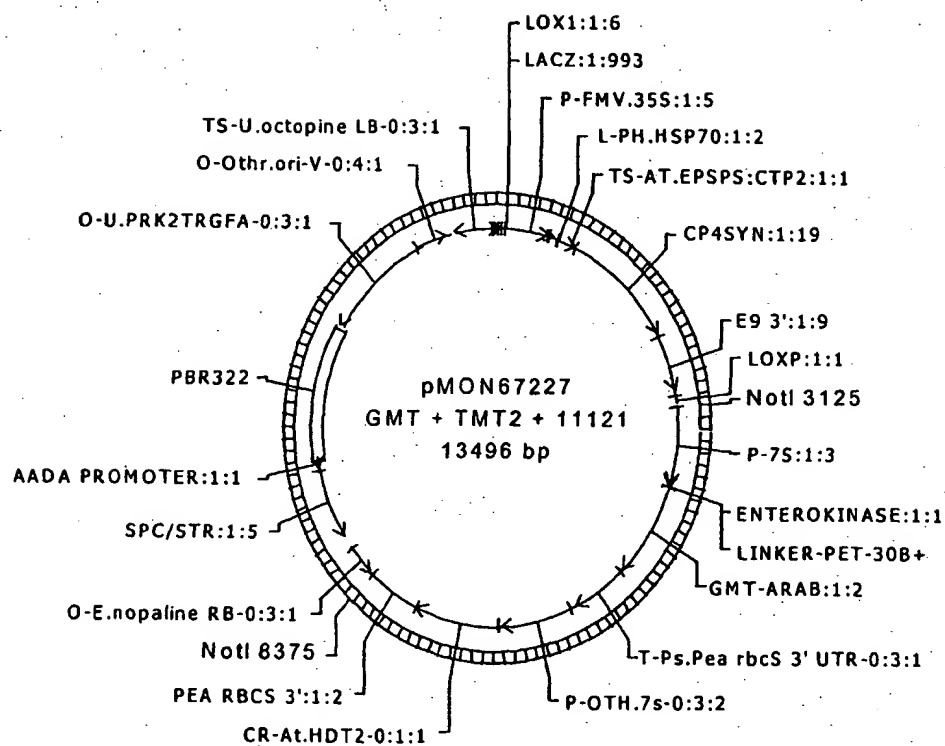 LOX1:1:6
LACZ:1:993
P-FMV.35S:1:5
L-PH.HSP70:1:2
TS-AT.EPSPS:CTP2:1:1
CP4SYN:1:19
E9 3':1:9
LOXP:1:1
NotI 3125
P-7S:1:3
ENTEROKINASE:1:1
LINKER-PET-30B+
GMT-ARAB:1:2
T-Ps.Pea rbcS 3' UTR-0:3:1
P-OTH.7s-0:3:2
CR-At.HDT2-0:1:1
PEA RBCS 3':1:2
NotI 8375
O-E.nopaline RB-0:3:1
SPC/STR:1:5
AADA PROMOTER:1:1
PBR322
O-U.PRK2TRGFA-0:3:1
O-Othr.ori-V-0:4:1
TS-U.octopine LB-0:3:1
pMON67227
GMT + TMT2 + 11121
13496 bp